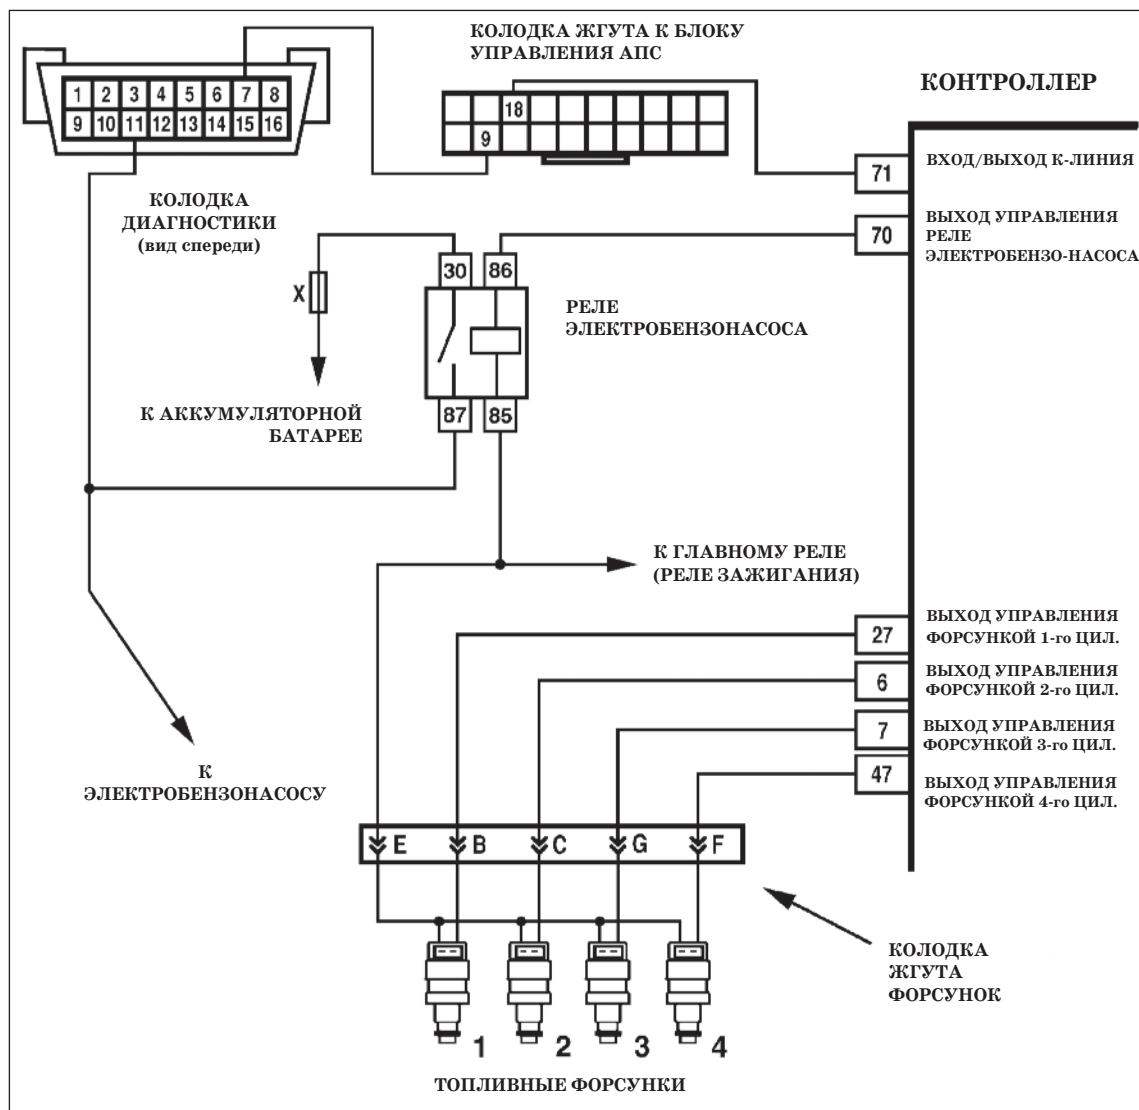 КОЛОДКА ЖГУТА К БЛОКУ
УПРАВЛЕНИЯ АПС
КОНТРОЛЛЕР
1 2 3 4 5 6 7 8
9 10 11 12 13 14 15 16
18
9
71
ВХОД/ВЫХОД К-ЛИНИЯ
КОЛОДКА
ДИАГНОСТИКИ
(вид спереди)
70
ВЫХОД УПРАВЛЕНИЯ
РЕЛЕ
ЭЛЕКТРОБЕНЗО-НАСОСА
30 86
X
РЕЛЕ
ЭЛЕКТРОБЕНЗОНАСОСА
87 85
К АККУМУЛЯТОРНОЙ
БАТАРЕЕ
К ГЛАВНОМУ РЕЛЕ
(РЕЛЕ ЗАЖИГАНИЯ)
27
ВЫХОД УПРАВЛЕНИЯ
ФОРСУНКОЙ 1-го ЦИЛ.
6
ВЫХОД УПРАВЛЕНИЯ
ФОРСУНКОЙ 2-го ЦИЛ.
7
ВЫХОД УПРАВЛЕНИЯ
ФОРСУНКОЙ 3-го ЦИЛ.
47
ВЫХОД УПРАВЛЕНИЯ
ФОРСУНКОЙ 4-го ЦИЛ.
К
ЭЛЕКТРОБЕНЗОНАСОСУ
E B C G F
КОЛОДКА
ЖГУТА
ФОРСУНОК
1 2 3 4
ТОПЛИВНЫЕ ФОРСУНКИ